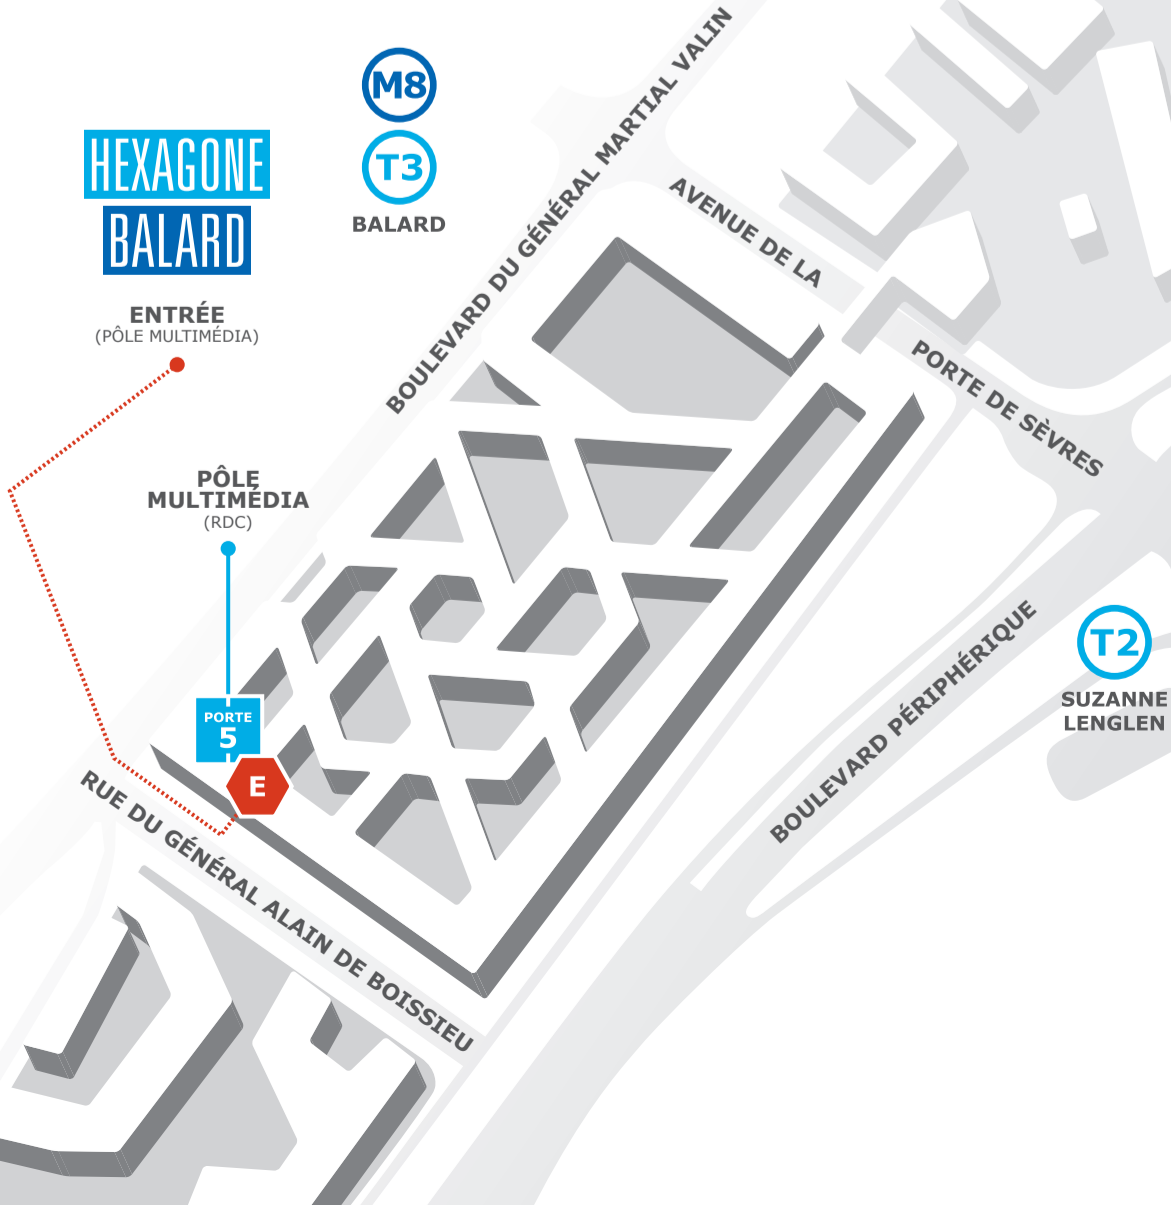 M8
T3
BALARD
HEXAGONE
BALARD
ENTRÉE
(PÔLE MULTIMÉDIA)
BOULEVARD DU GÉNÉRAL MARTIAL VALIN
AVENUE DE LA
PORTE DE SÈVRES
PÔLE
MULTIMÉDIA
(RDC)
PORTE
5
E
RUE DU GÉNÉRAL ALAIN DE BOISSIEU
BOULEVARD PÉRIPHÉRIQUE
T2
SUZANNE
LENGLEN